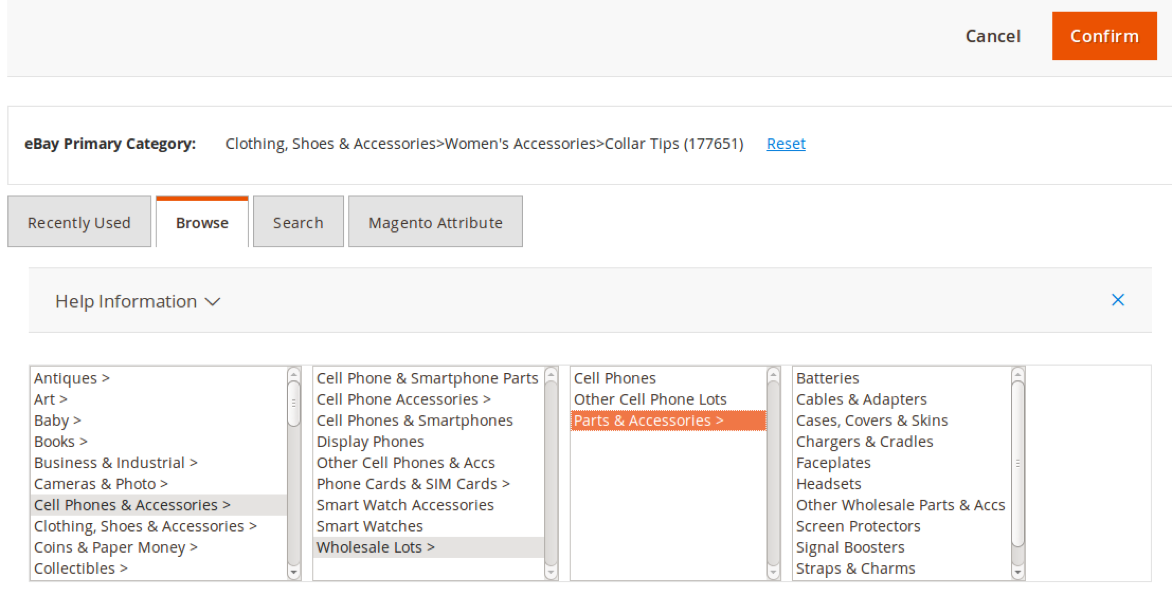 Cancel Confirm
eBay Primary Category: Clothing, Shoes & Accessories>Women's Accessories>Collar Tips (177651) Reset
Recently Used Browse Search Magento Attribute
Help Information
Antiques >
Art >
Baby >
Books >
Business & Industrial >
Cameras & Photo >
Cell Phones & Accessories >
Clothing, Shoes & Accessories >
Coins & Paper Money >
Collectibles >
Cell Phone & Smartphone Parts
Cell Phone Accessories >
Cell Phones & Smartphones
Display Phones
Other Cell Phones & Accs
Phone Cards & SIM Cards >
Smart Watch Accessories
Smart Watches
Wholesale Lots >
Cell Phones
Other Cell Phone Lots
Parts & Accessories >
Batteries
Cables & Adapters
Cases, Covers & Skins
Chargers & Cradles
Faceplates
Headsets
Other Wholesale Parts & Accs
Screen Protectors
Signal Boosters
Straps & Charms